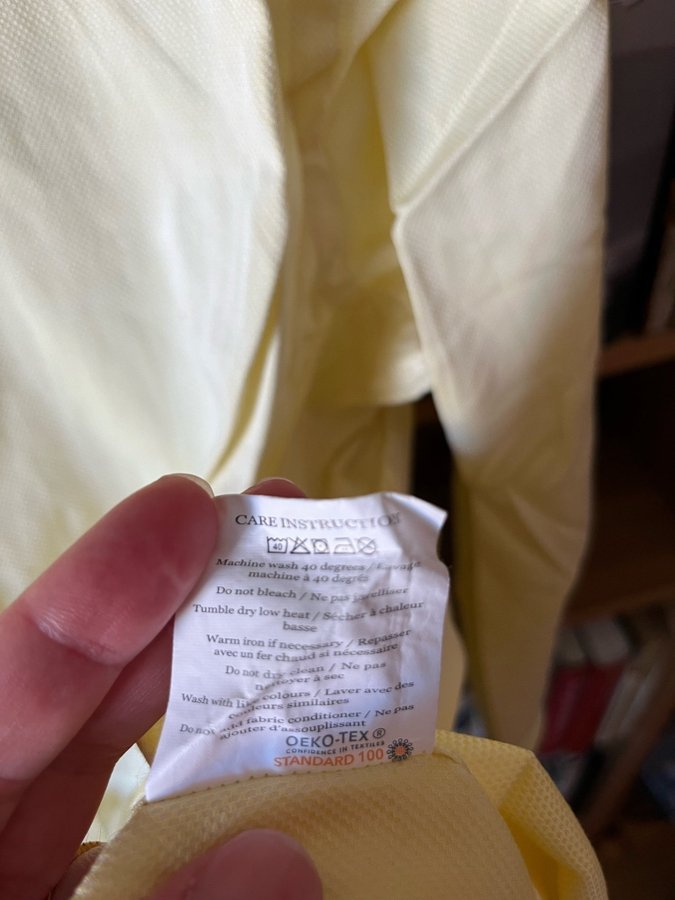 CARE INSTRUCTION
40
Machine wash 40 degrees / Lavage
machine à 40 degrés
Do not bleach / Ne pas javelliser
Tumble dry low heat / Sécher à chaleur
basse
Warm iron if necessary / Repasser
avec un fer chaud si nécessaire
Do not dry clean / Ne pas
nettoyer à sec
Wash with like colours / Laver avec des
couleurs similaires
Do not add fabric conditioner / Ne pas
ajouter d'assouplissant
OEKO-TEX®
CONFIDENCE IN TEXTILES
STANDARD 100